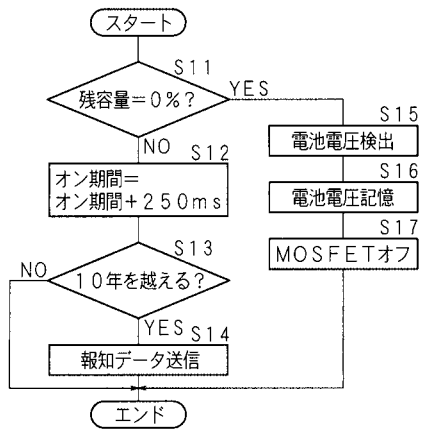 スタート
S11
残容量=0%?
YES
NO
S12
オン期間=
オン期間+250ms
S13
10年を越える?
NO
YES
S14
報知データ送信
S15
電池電圧検出
S16
電池電圧記憶
S17
MOSFETオフ
エンド